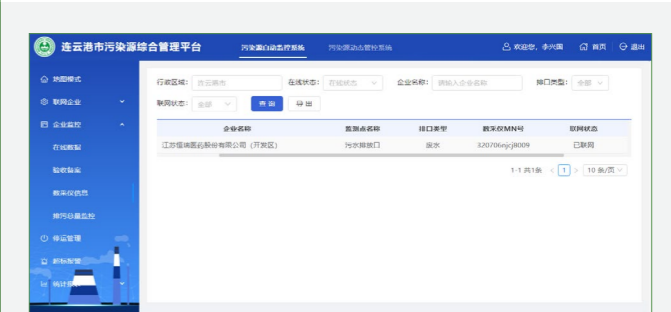 连云港市污染源综合管理平台
污染源自动监控系统
污染源动态管控系统
欢迎您，李兴国
首页
退出
地图模式
联网企业
企业监控
在线数据
验收备案
数采仪信息
排污总量监控
停运管理
超标报警
行政区域: 连云港市
在线状态: 在线状态
企业名称: 请输入企业名称
排口类型: 全部
联网状态: 全部
查 询
导 出
企业名称 监测点名称 排口类型 数采仪MN号 联网状态
江苏恒瑞医药股份有限公司（开发区） 污水排放口 废水 已联网
1-1 共1条 < 1 > 10 条/页